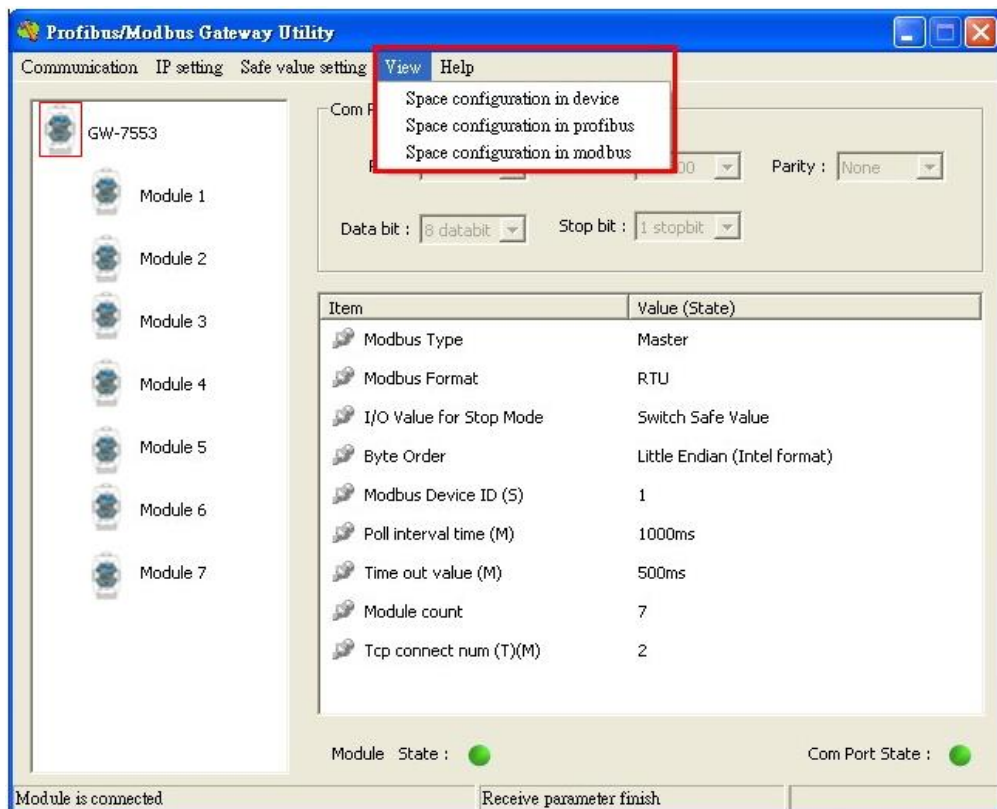 Profibus/Modbus Gateway Utility
Communication IP setting Safe value setting View Help
Space configuration in device
Space configuration in profibus
Space configuration in modbus
GW-7553
Module 1
Module 2
Module 3
Module 4
Module 5
Module 6
Module 7
Com P
Parity : None
Data bit : 8 databit Stop bit : 1 stopbit
Item Value (State)
Modbus Type Master
Modbus Format RTU
I/O Value for Stop Mode Switch Safe Value
Byte Order Little Endian (Intel format)
Modbus Device ID (S) 1
Poll interval time (M) 1000ms
Time out value (M) 500ms
Module count 7
Tcp connect num (T)(M) 2
Module State : Com Port State :
Module is connected Receive parameter finish